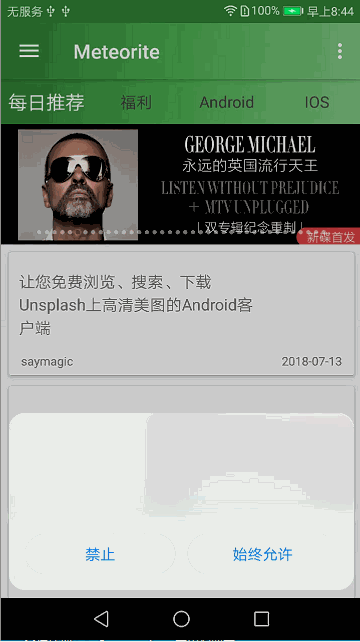 无服务 100% 早上8:44
Meteorite
每日推荐 福利 Android IOS
GEORGE MICHAEL
永远的英国流行天王
LISTEN WITHOUT PREJUDICE
+ MTV UNPLUGGED
双专辑纪念重制
新碟首发
让您免费浏览、搜索、下载
Unsplash上高清美图的Android客
户端
saymagic 2018-07-13
禁止 始终允许